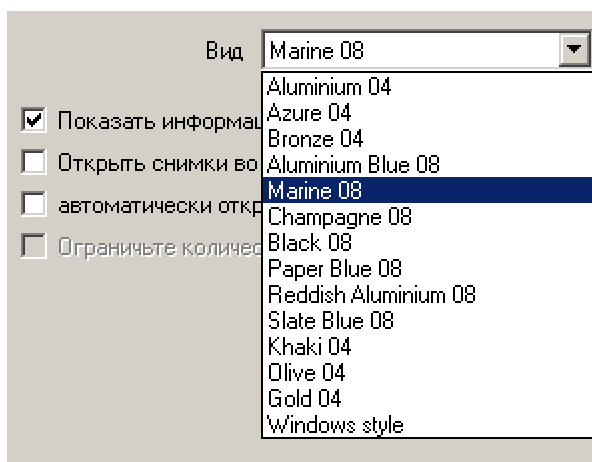 Вид Marine 08
Aluminium 04
Azure 04
Показать информац
Bronze 04
Открыть снимки во
Aluminium Blue 08
Marine 08
автоматически откр
Champagne 08
Black 08
Ограничьте количес
Paper Blue 08
Reddish Aluminium 08
Slate Blue 08
Khaki 04
Olive 04
Gold 04
Windows style